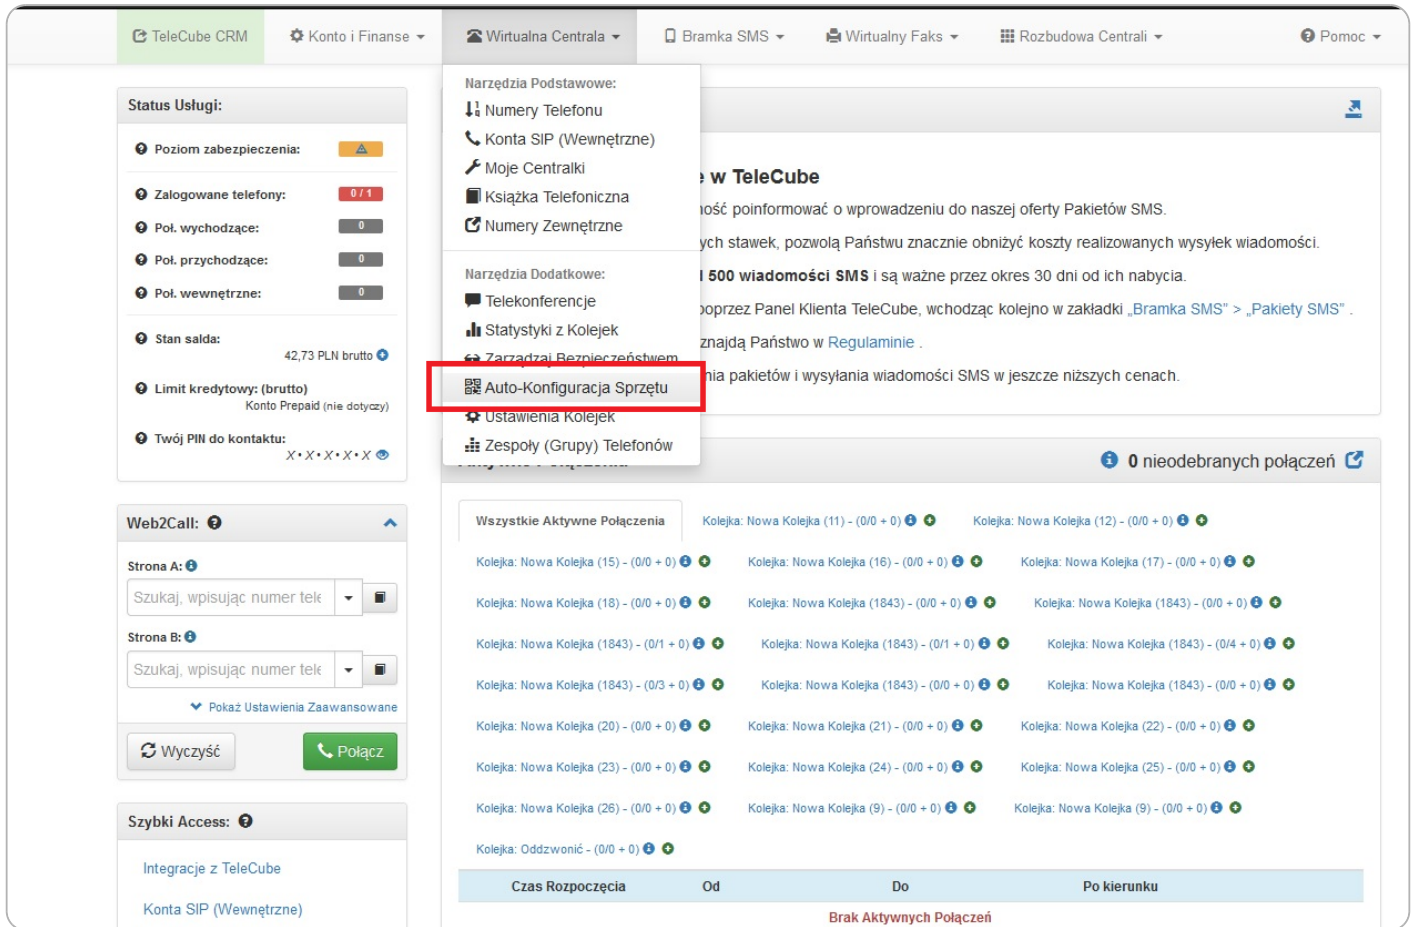 TeleCube CRM
Konto i Finanse
Wirtualna Centrala
Bramka SMS
Wirtualny Faks
Rozbudowa Centrali
Pomoc
Status Usługi:
Poziom zabezpieczenia:
Zalogowane telefony: 0 / 1
Poł. wychodzące: 0
Poł. przychodzące: 0
Poł. wewnętrzne: 0
Stan salda:
42,73 PLN brutto
Limit kredytowy: (brutto)
Konto Prepaid (nie dotyczy)
Twój PIN do kontaktu:
X•X•X•X•X
Web2Call:
Strona A:
Szukaj, wpisując numer tele
Strona B:
Szukaj, wpisując numer tele
Pokaż Ustawienia Zaawansowane
Wyczyść
Połącz
Szybki Access:
Integracje z TeleCube
Konta SIP (Wewnętrzne)
Narzędzia Podstawowe:
Numery Telefonu
Konta SIP (Wewnętrzne)
Moje Centralki
Książka Telefoniczna
Numery Zewnętrzne
Narzędzia Dodatkowe:
Telekonferencje
Statystyki z Kolejek
Zarządzaj Bezpieczeństwem
Auto-Konfiguracja Sprzętu
Ustawienia Kolejek
Zespoły (Grupy) Telefonów
w TeleCube
ność poinformować o wprowadzeniu do naszej oferty Pakietów SMS.
ych stawek, pozwolą Państwu znacznie obniżyć koszty realizowanych wysyłek wiadomości.
500 wiadomości SMS i są ważne przez okres 30 dni od ich nabycia.
poprzez Panel Klienta TeleCube, wchodząc kolejno w zakładki „Bramka SMS" > „Pakiety SMS" .
znajdą Państwo w Regulaminie .
nia pakietów i wysyłania wiadomości SMS w jeszcze niższych cenach.
0 nieodebranych połączeń
Wszystkie Aktywne Połączenia
Kolejka: Nowa Kolejka (11) - (0/0 + 0)
Kolejka: Nowa Kolejka (12) - (0/0 + 0)
Kolejka: Nowa Kolejka (15) - (0/0 + 0)
Kolejka: Nowa Kolejka (16) - (0/0 + 0)
Kolejka: Nowa Kolejka (17) - (0/0 + 0)
Kolejka: Nowa Kolejka (18) - (0/0 + 0)
Kolejka: Nowa Kolejka (1843) - (0/0 + 0)
Kolejka: Nowa Kolejka (1843) - (0/0 + 0)
Kolejka: Nowa Kolejka (1843) - (0/1 + 0)
Kolejka: Nowa Kolejka (1843) - (0/1 + 0)
Kolejka: Nowa Kolejka (1843) - (0/4 + 0)
Kolejka: Nowa Kolejka (1843) - (0/3 + 0)
Kolejka: Nowa Kolejka (1843) - (0/0 + 0)
Kolejka: Nowa Kolejka (1843) - (0/0 + 0)
Kolejka: Nowa Kolejka (20) - (0/0 + 0)
Kolejka: Nowa Kolejka (21) - (0/0 + 0)
Kolejka: Nowa Kolejka (22) - (0/0 + 0)
Kolejka: Nowa Kolejka (23) - (0/0 + 0)
Kolejka: Nowa Kolejka (24) - (0/0 + 0)
Kolejka: Nowa Kolejka (25) - (0/0 + 0)
Kolejka: Nowa Kolejka (26) - (0/0 + 0)
Kolejka: Nowa Kolejka (9) - (0/0 + 0)
Kolejka: Nowa Kolejka (9) - (0/0 + 0)
Kolejka: Oddzwonić - (0/0 + 0)
Czas Rozpoczęcia
Od
Do
Po kierunku
Brak Aktywnych Połączeń